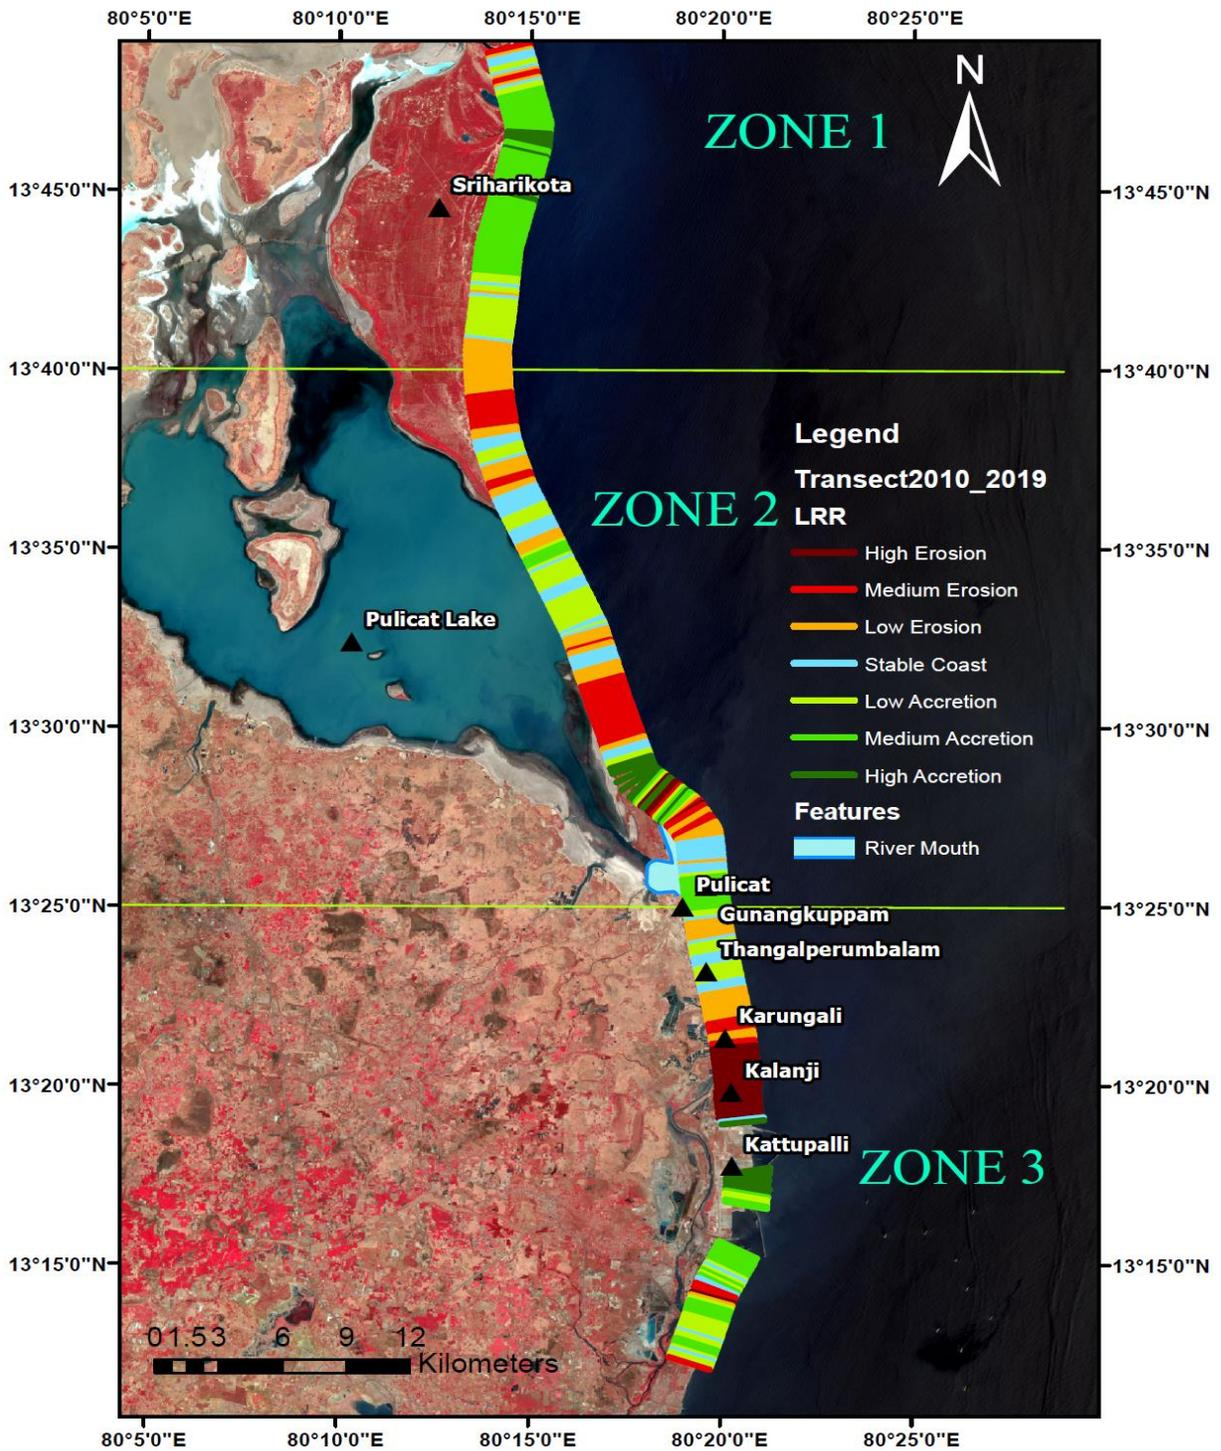 80°5'0"E 80°10'0"E 80°15'0"E 80°20'0"E 80°25'0"E
N
ZONE 1
Sriharikota
13°45'0"N 13°45'0"N
13°40'0"N 13°40'0"N
Legend
Transect2010_2019
ZONE 2
LRR
High Erosion
13°35'0"N 13°35'0"N
Medium Erosion
Low Erosion
Pulicat Lake
Stable Coast
Low Accretion
13°30'0"N 13°30'0"N
Medium Accretion
High Accretion
Features
River Mouth
Pulicat
13°25'0"N 13°25'0"N
Gunangkuppam
Thangalperumbalam
Karungali
Kalanji
13°20'0"N 13°20'0"N
Kattupalli
ZONE 3
13°15'0"N 13°15'0"N
0 1.5 3 6 9 12
Kilometers
80°5'0"E 80°10'0"E 80°15'0"E 80°20'0"E 80°25'0"E